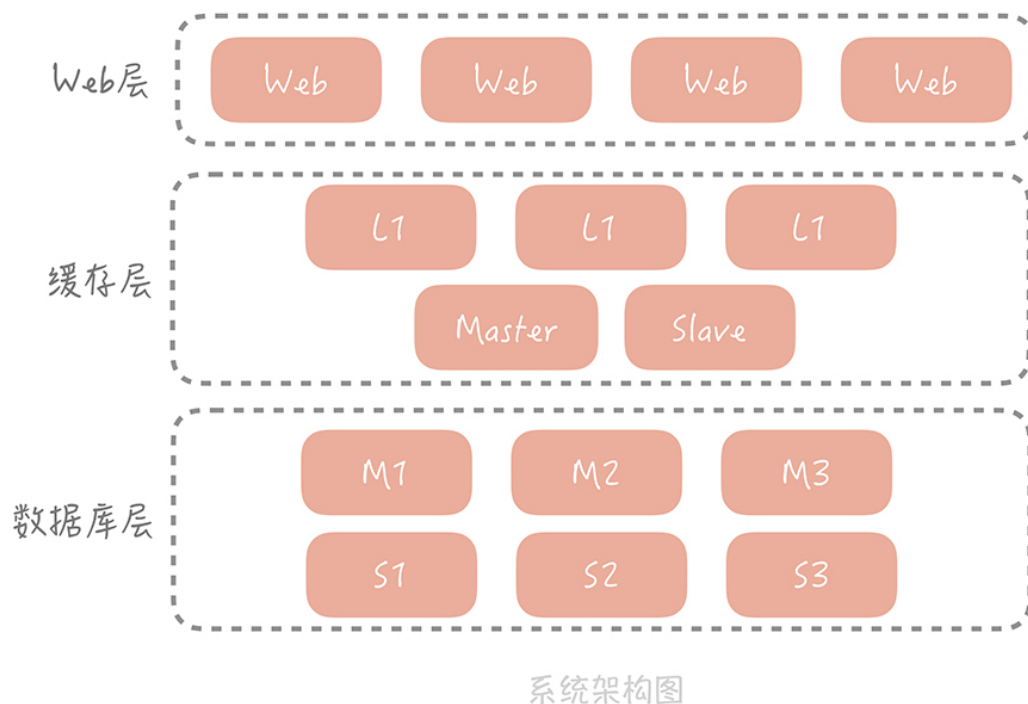 Web层
Web Web Web Web
缓存层
L1 L1 L1
Master Slave
数据库层
M1 M2 M3
S1 S2 S3
系统架构图